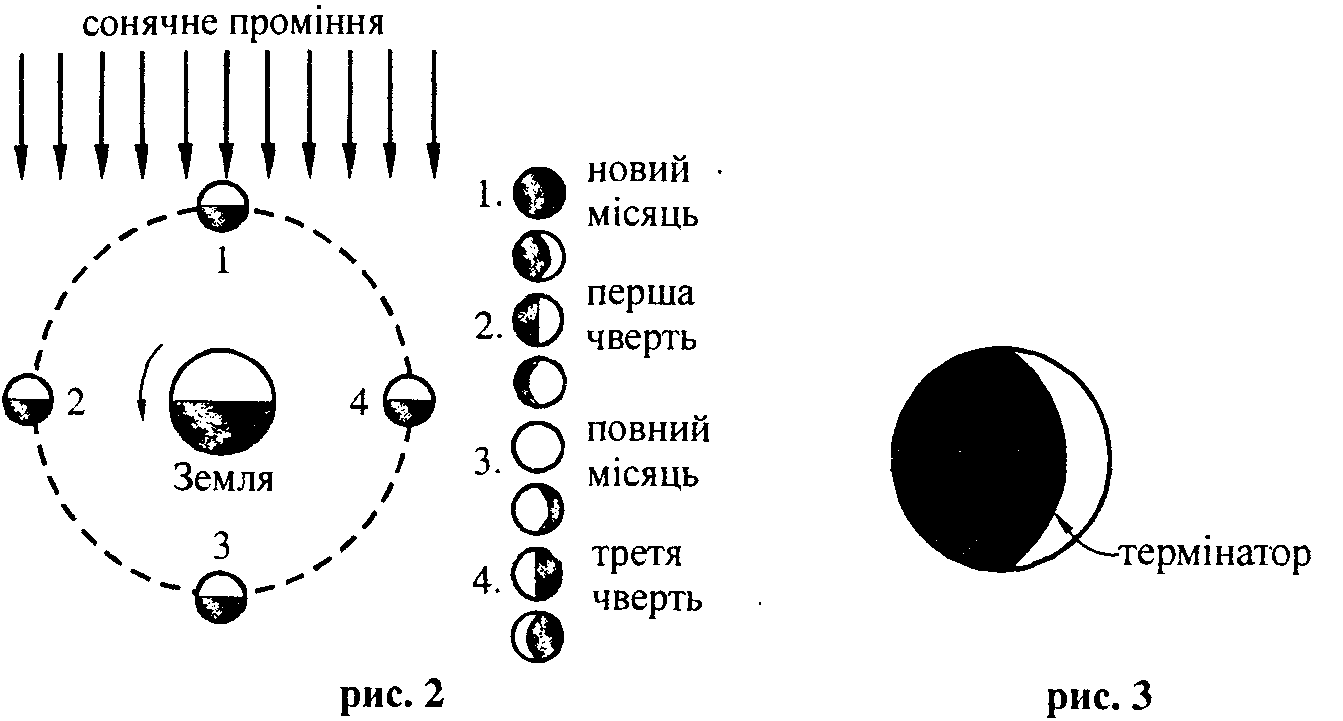 сонячне проміння
1
2
Земля
3
4
1. новий
місяць
2. перша
чверть
3. повний
місяць
4. третя
чверть
рис. 2
термінатор
рис. 3